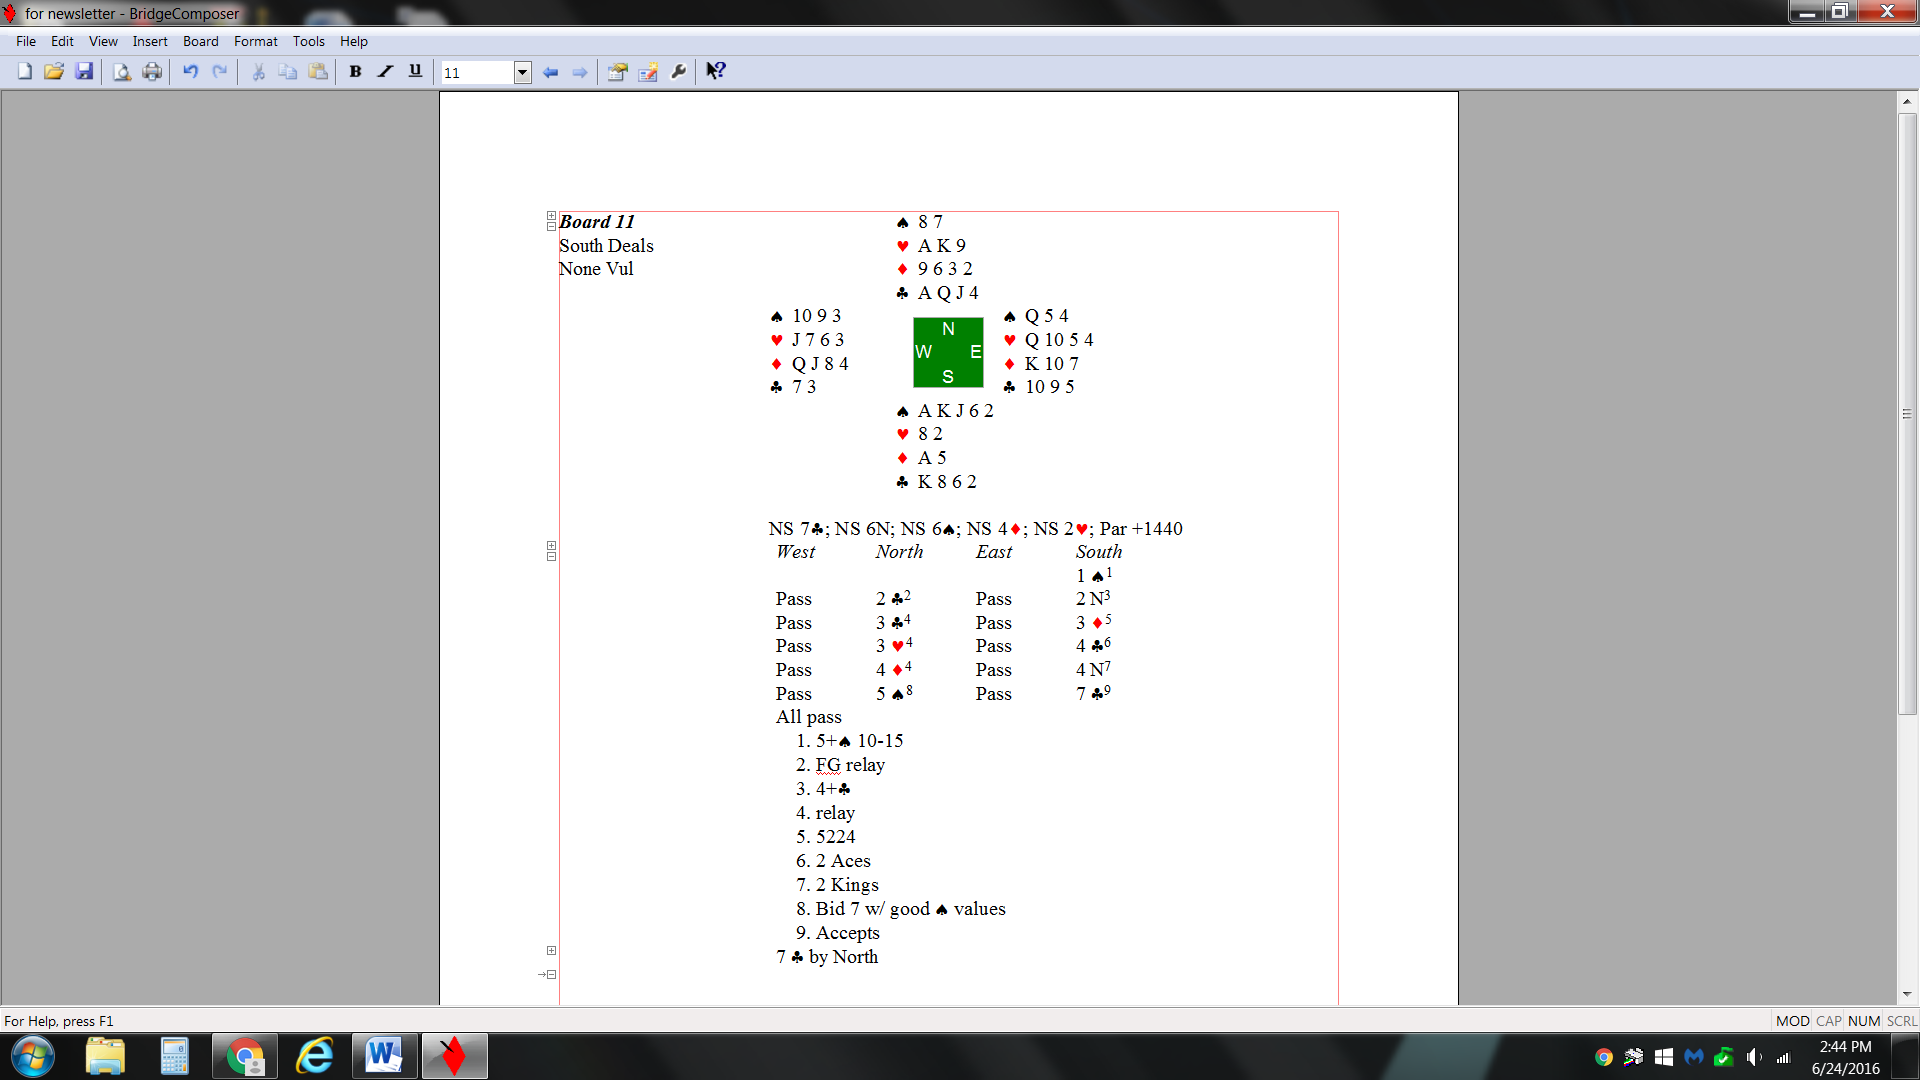 for newsletter - BridgeComposer
File Edit View Insert Board Format Tools Help
B I U 11
Board 11
South Deals
None Vul
♠ 8 7
♥ A K 9
♦ 9 6 3 2
♣ A Q J 4
♠ 10 9 3
♥ J 7 6 3
♦ Q J 8 4
♣ 7 3
N
W E
S
♠ Q 5 4
♥ Q 10 5 4
♦ K 10 7
♣ 10 9 5
♠ A K J 6 2
♥ 8 2
♦ A 5
♣ K 8 6 2
NS 7♣; NS 6N; NS 6♠; NS 4♦; NS 2♥; Par +1440
West North East South
1 ♠1
Pass 2 ♣2 Pass 2 N3
Pass 3 ♣4 Pass 3 ♦5
Pass 3 ♥4 Pass 4 ♣6
Pass 4 ♦4 Pass 4 N7
Pass 5 ♠8 Pass 7 ♣9
All pass
1. 5+♠ 10-15
2. FG relay
3. 4+♣
4. relay
5. 5224
6. 2 Aces
7. 2 Kings
8. Bid 7 w/ good ♠ values
9. Accepts
7 ♣ by North
For Help, press F1
MOD CAP NUM SCRL
2:44 PM
6/24/2016